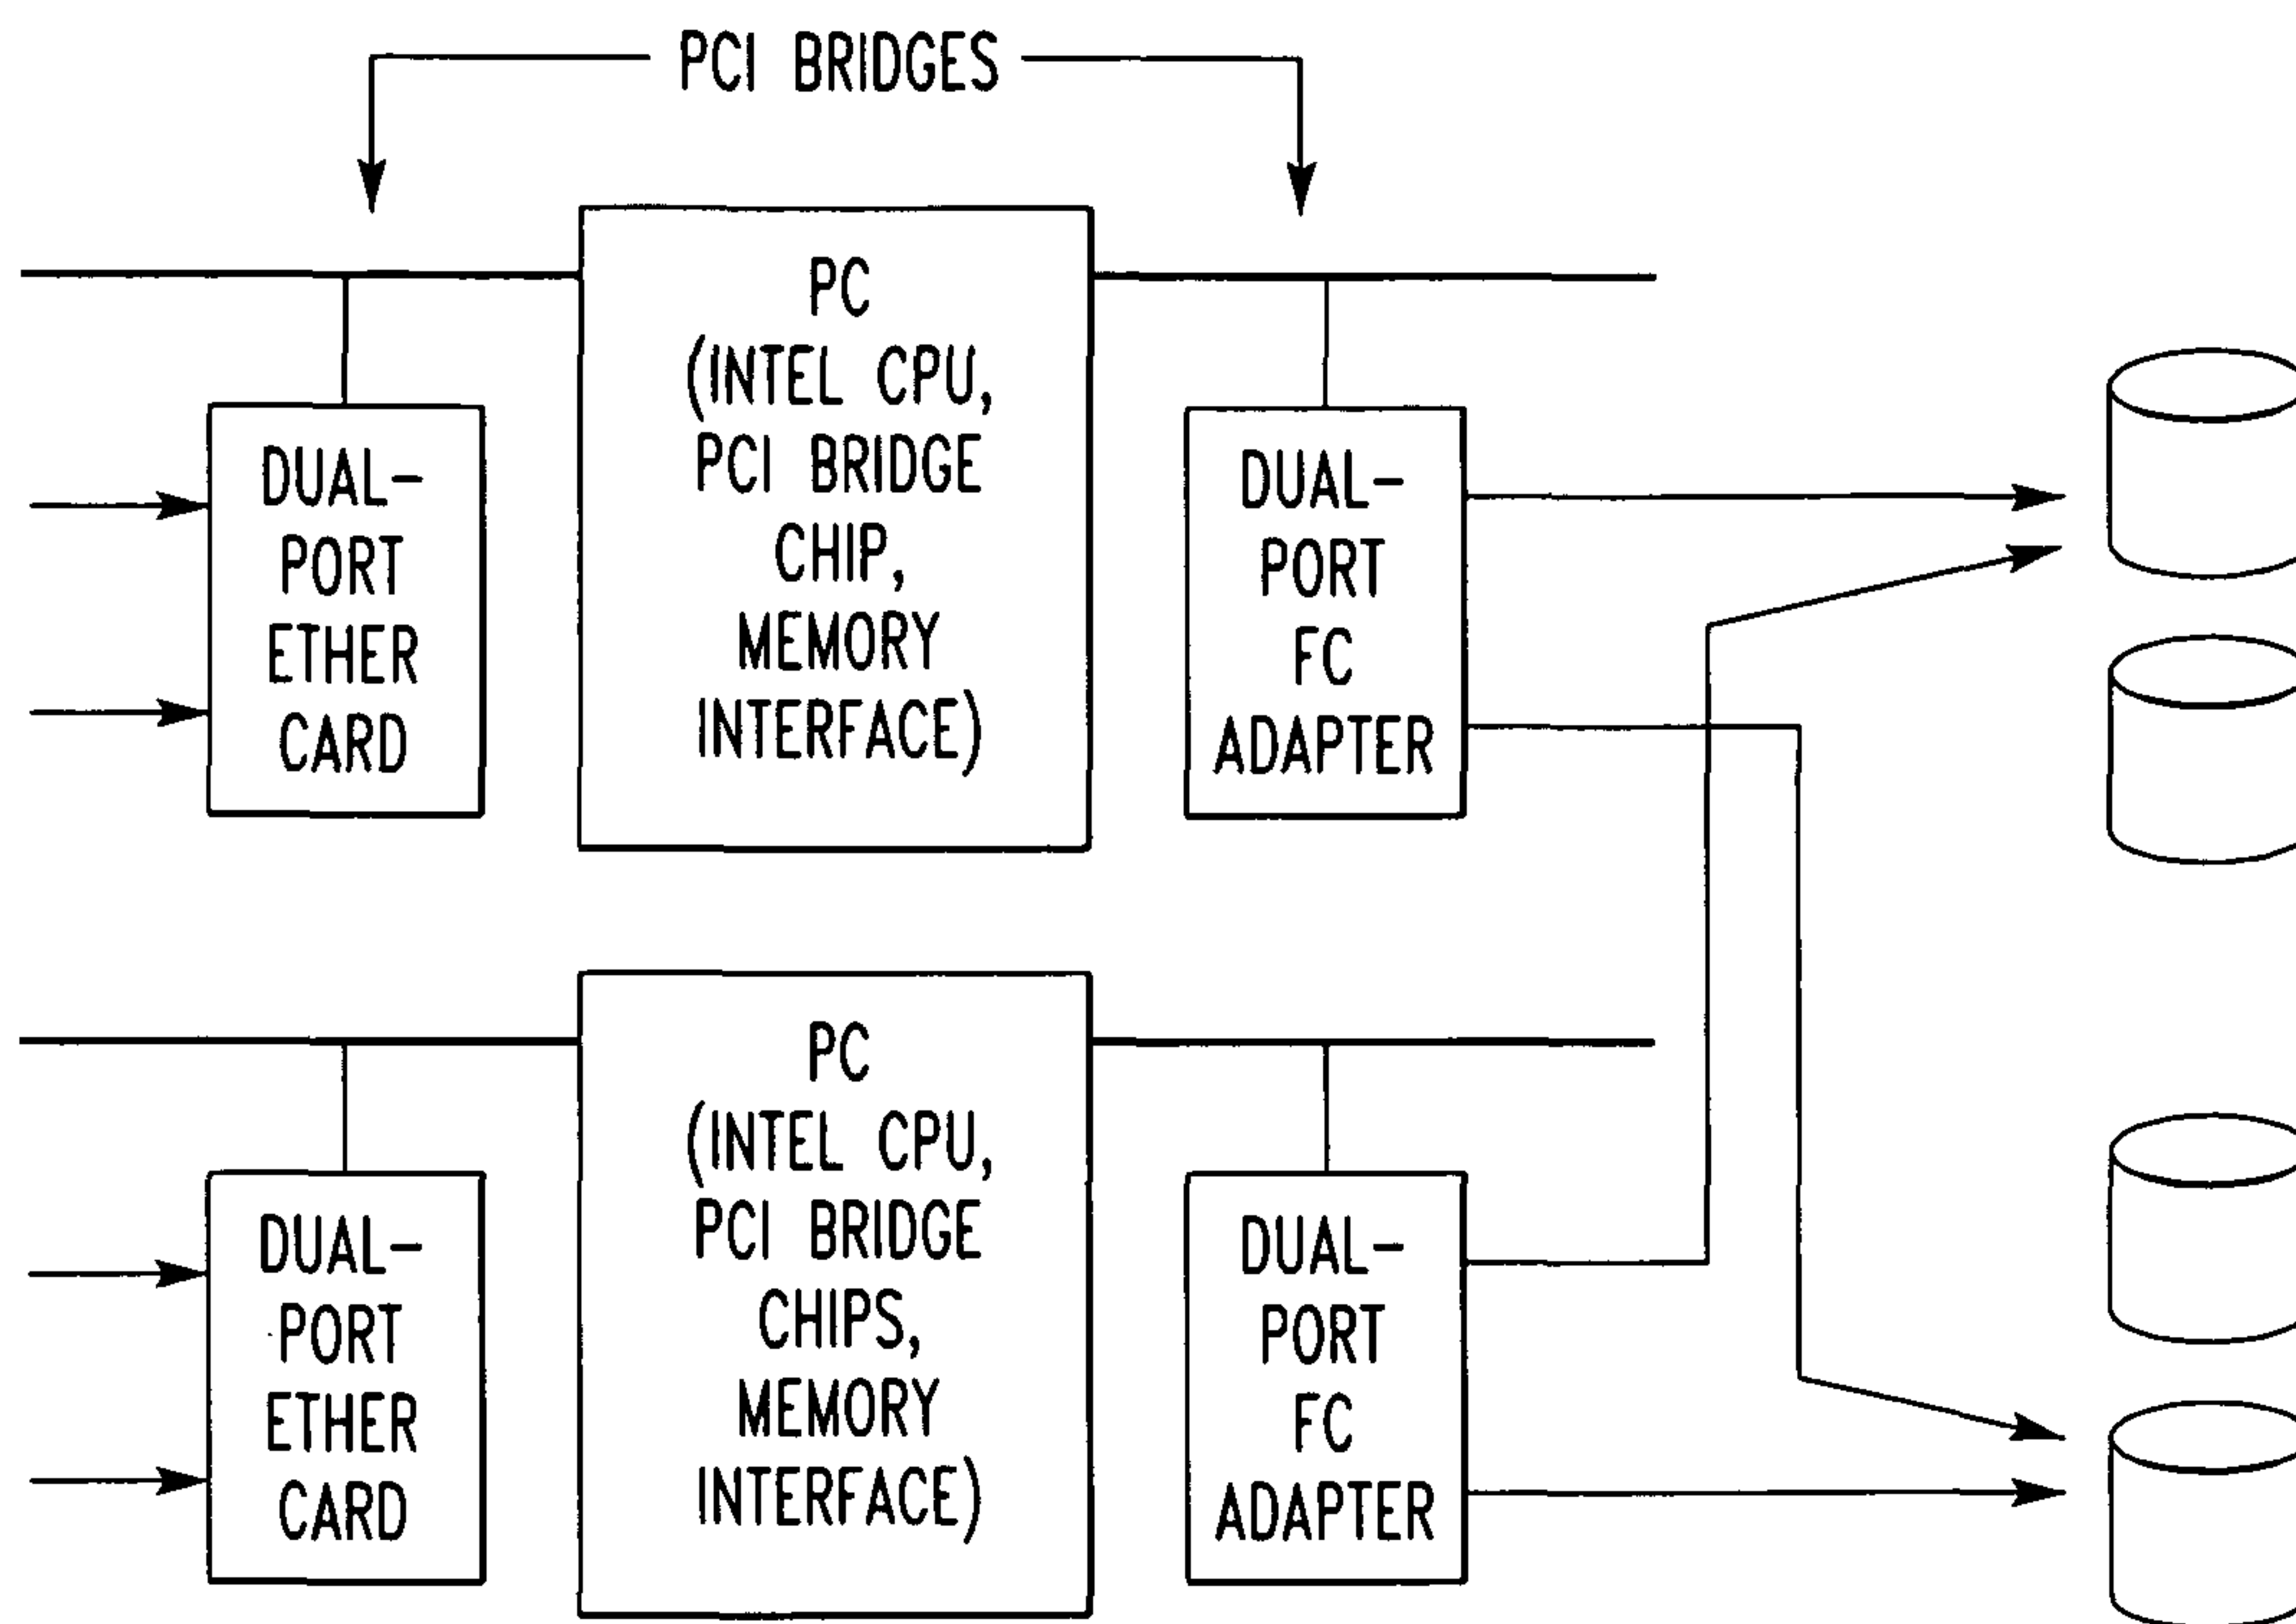 PCI BRIDGES
PC
(INTEL CPU,
PCI BRIDGE
CHIP,
MEMORY
INTERFACE)
DUAL-
PORT
ETHER
CARD
DUAL-
PORT
FC
ADAPTER
PC
(INTEL CPU,
PCI BRIDGE
CHIPS,
MEMORY
INTERFACE)
DUAL-
PORT
ETHER
CARD
DUAL-
PORT
FC
ADAPTER